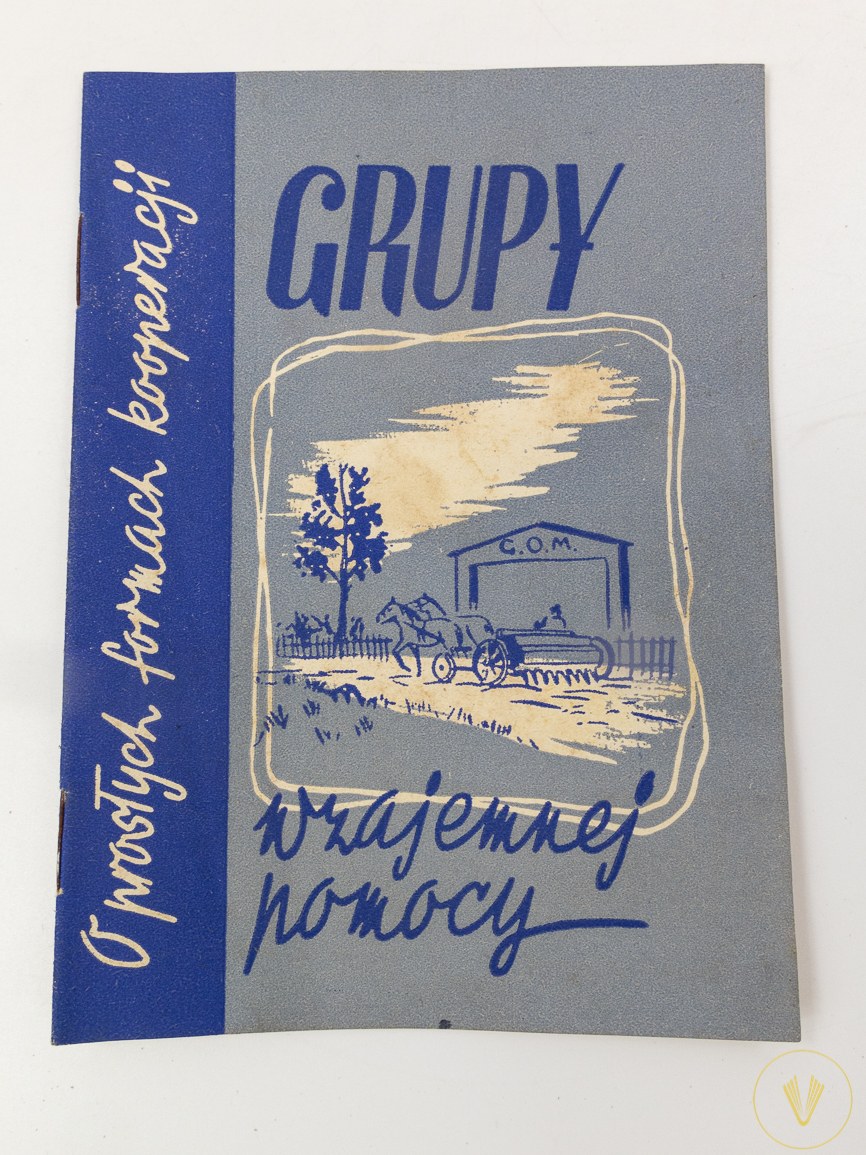 O prostych formach kooperacji
GRUPY
G.O.M.
wzajemnej
pomocy